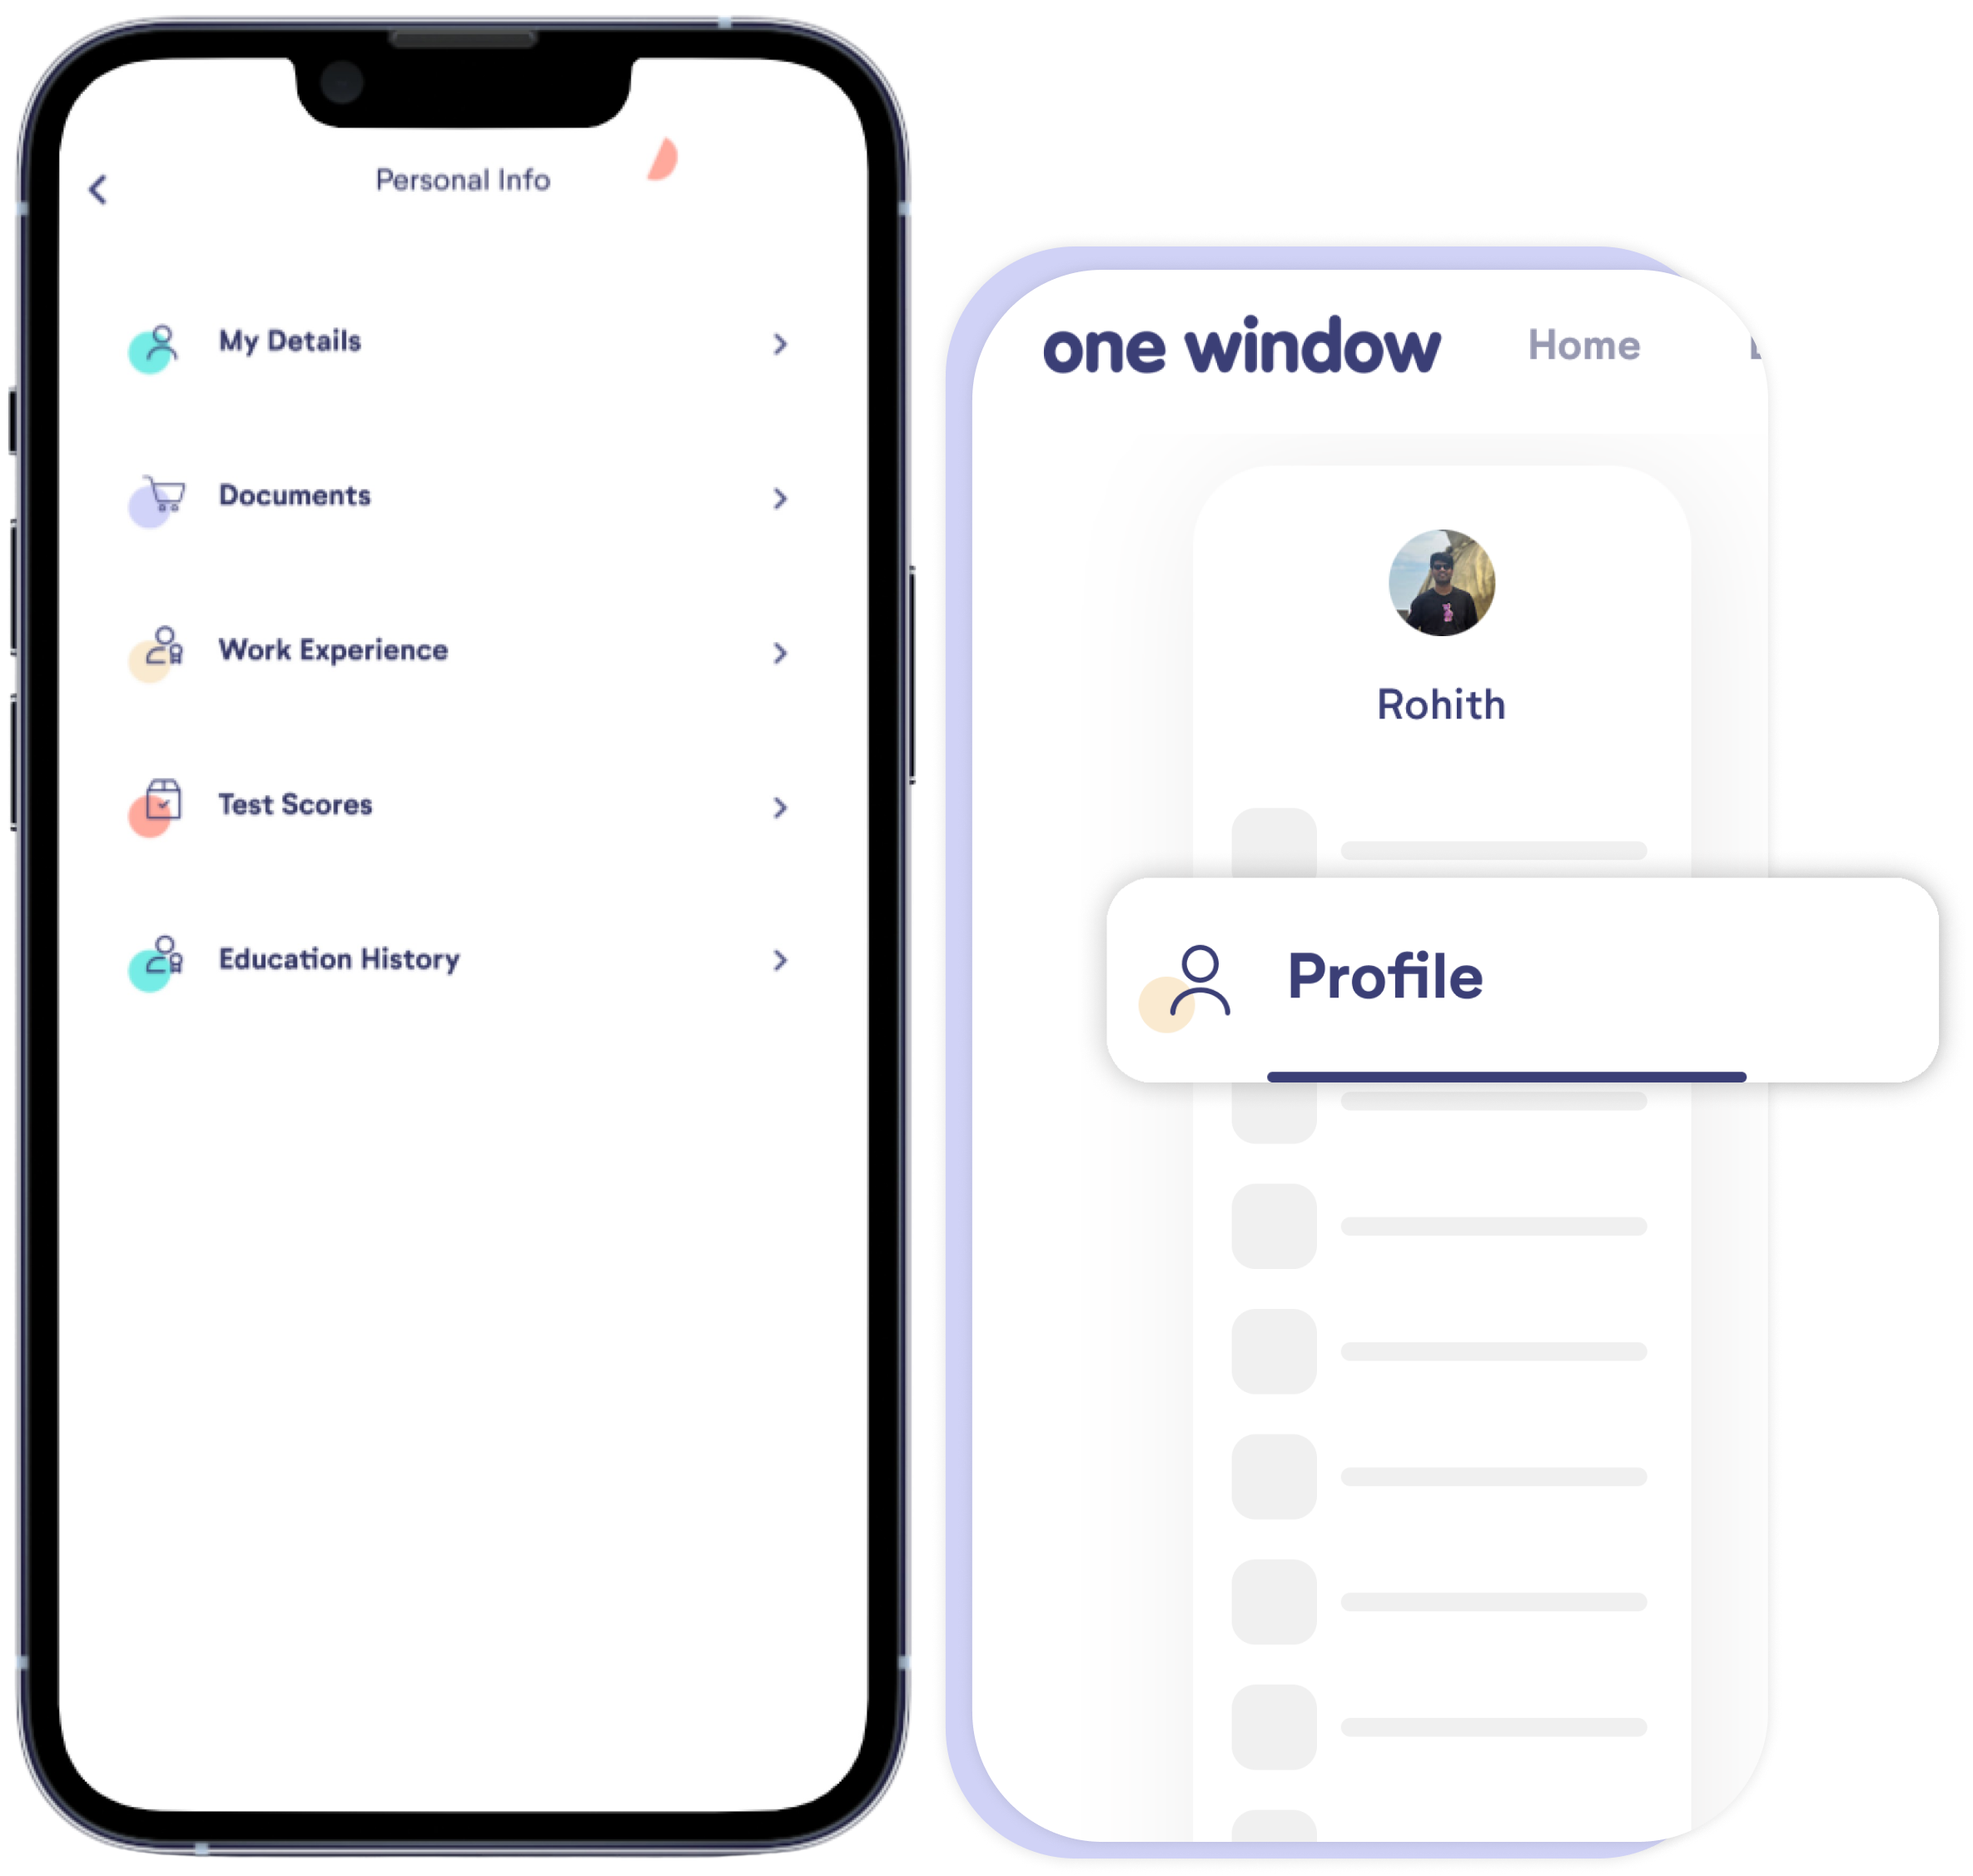 Personal Info
My Details
Documents
Work Experience
Test Scores
Education History
one window Home
Rohith
Profile